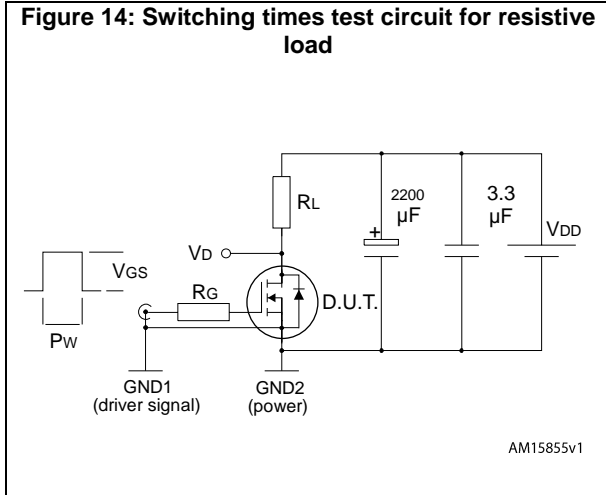 Figure 14: Switching times test circuit for resistive
load
RL
2200
µF
+
3.3
µF
VDD
VD
VGS
RG
D.U.T.
PW
GND1
(driver signal)
GND2
(power)
AM15855v1